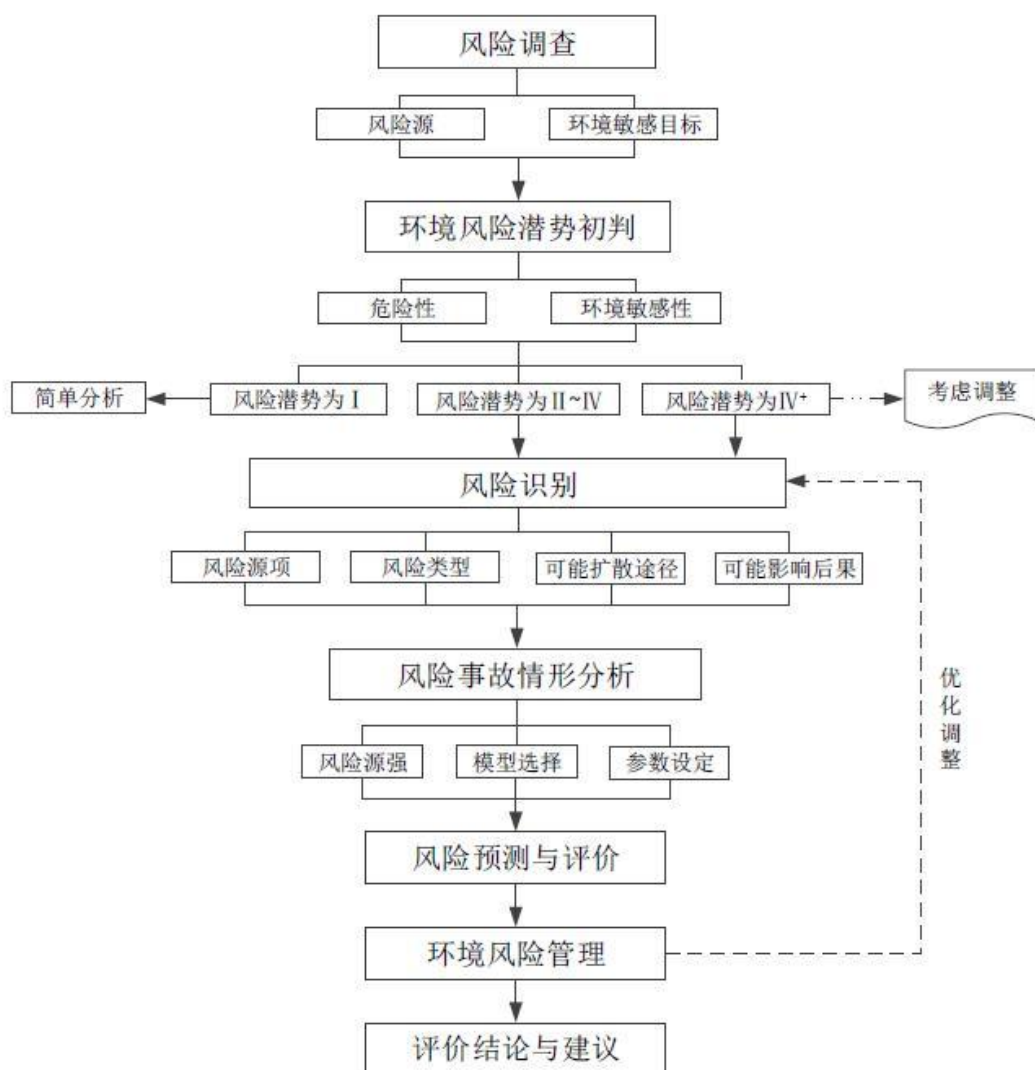 风险调查
风险源
环境敏感目标
环境风险潜势初判
危险性
环境敏感性
简单分析
风险潜势为Ⅰ
风险潜势为Ⅱ~Ⅳ
风险潜势为Ⅳ⁺
考虑调整
风险识别
风险源项
风险类型
可能扩散途径
可能影响后果
风险事故情形分析
优化调整
风险源强
模型选择
参数设定
风险预测与评价
环境风险管理
评价结论与建议